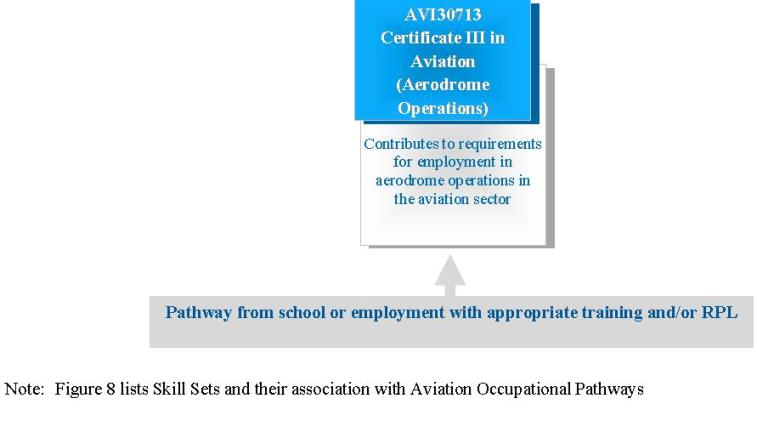 AVI30713
Certificate III in
Aviation
(Aerodrome
Operations)
Contributes to requirements
for employment in
aerodrome operations in
the aviation sector
Pathway from school or employment with appropriate training and/or RPL
Note: Figure 8 lists Skill Sets and their association with Aviation Occupational Pathways